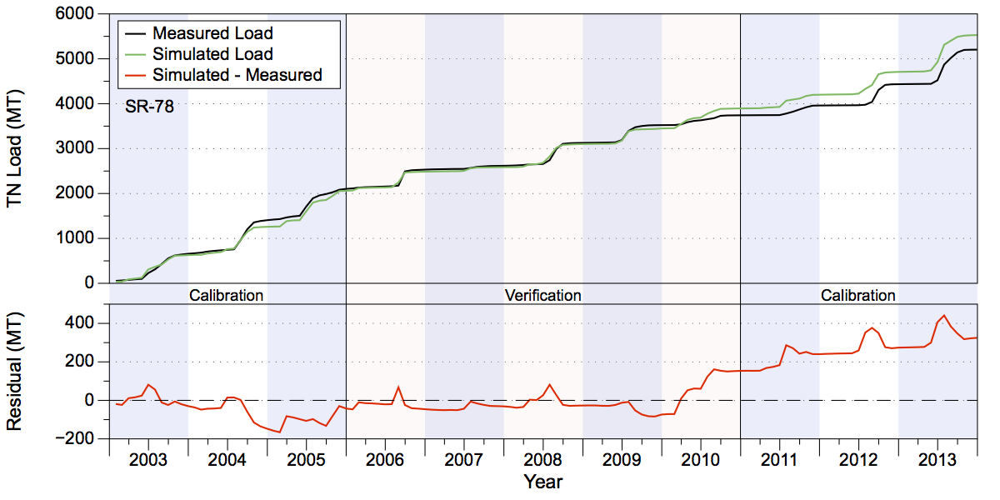 6000
5000
4000
3000
2000
1000
0
TN Load (MT)
Measured Load
Simulated Load
Simulated - Measured
SR-78
Calibration Verification Calibration
400
200
0
−200
Residual (MT)
2003 2004 2005 2006 2007 2008 2009 2010 2011 2012 2013
Year